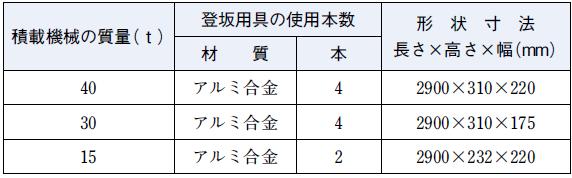 積載機械の質量(t) 登坂用具の使用本数 形状寸法
材質 本 長さ×高さ×幅(mm)
40 アルミ合金 4 2900×310×220
30 アルミ合金 4 2900×310×175
15 アルミ合金 2 2900×232×220